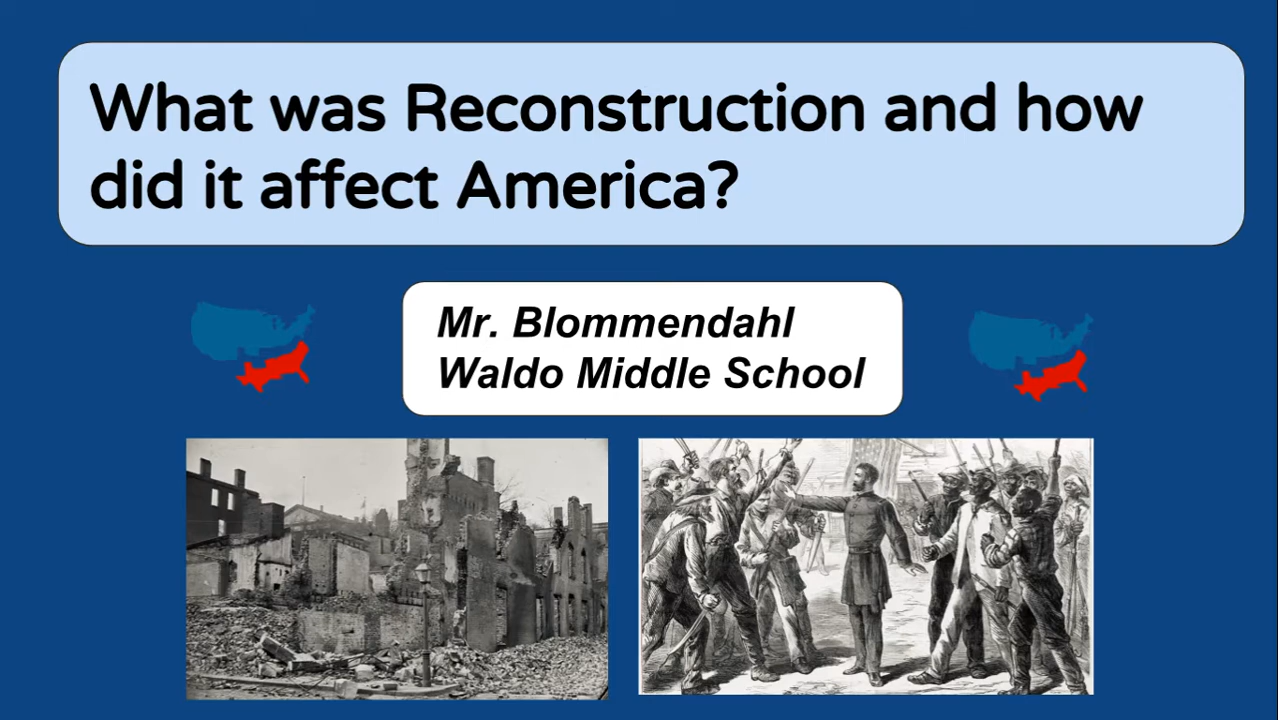 What was Reconstruction and how
did it affect America?
Mr. Blommendahl
Waldo Middle School